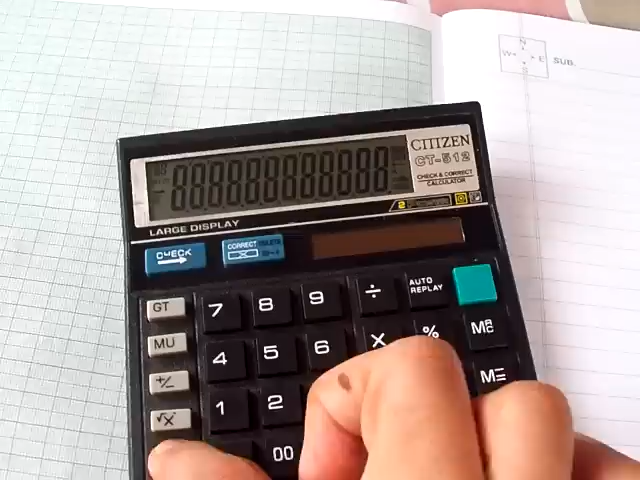 N
W E
S
SUB.
CITIZEN
CT-512
CHECK & CORRECT
CALCULATOR
LARGE DISPLAY
CHECK
CORRECT
GT 7 8 9 ÷ AUTO REPLAY
MU 4 5 6 X %
+/- 1 2
√X
00